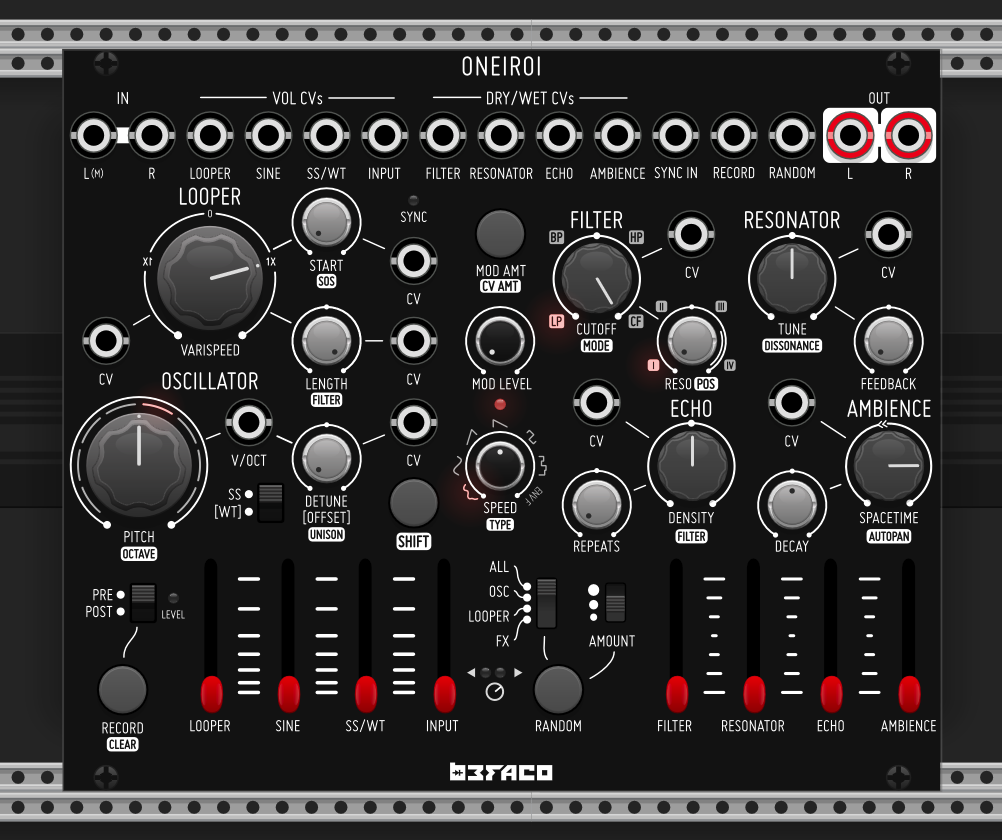 ONEIROI
IN
VOL CVs
DRY/WET CVs
OUT
L(M)
R
LOOPER
SINE
SS/WT
INPUT
FILTER
RESONATOR
ECHO
AMBIENCE
SYNC IN
RECORD
RANDOM
L
R
LOOPER
0
1X
1X
VARISPEED
CV
START
SOS
SYNC
CV
LENGTH
FILTER
CV
MOD AMT
CV AMT
MOD LEVEL
FILTER
BP
HP
LP
CF
CUTOFF
MODE
CV
I
II
III
IV
RESO POS
RESONATOR
TUNE
DISSONANCE
CV
FEEDBACK
OSCILLATOR
PITCH
OCTAVE
V/OCT
SS
[WT]
DETUNE
[OFFSET]
UNISON
CV
SHIFT
ENV.F
SPEED
TYPE
ECHO
CV
DENSITY
FILTER
REPEATS
AMBIENCE
CV
SPACETIME
AUTOPAN
DECAY
PRE
POST
LEVEL
RECORD
CLEAR
LOOPER
SINE
SS/WT
INPUT
ALL
OSC
LOOPER
FX
AMOUNT
RANDOM
FILTER
RESONATOR
ECHO
AMBIENCE
BEFACO